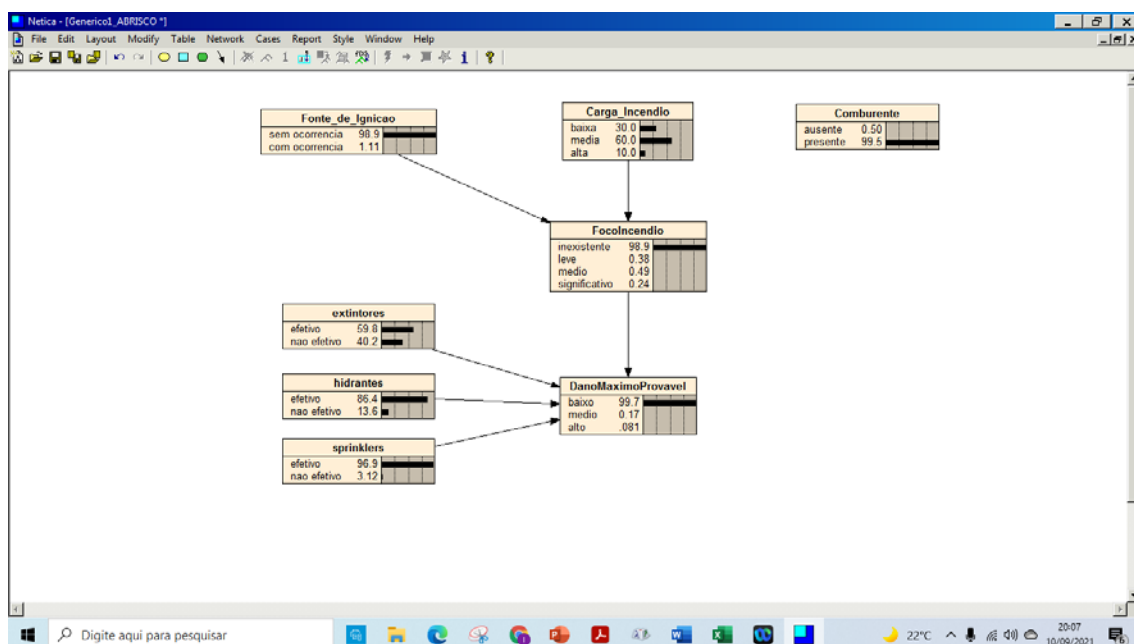 Netica - [Generico1_ABRISCO *]
File Edit Layout Modify Table Network Cases Report Style Window Help
Fonte_de_Ignicao
sem ocorrencia 98.9
com ocorrencia 1.11
Carga_Incendio
baixa 30.0
media 60.0
alta 10.0
Comburente
ausente 0.50
presente 99.5
FocoIncendio
inexistente 98.9
leve 0.38
medio 0.49
significativo 0.24
extintores
efetivo 59.8
nao efetivo 40.2
hidrantes
efetivo 86.4
nao efetivo 13.6
sprinklers
efetivo 96.9
nao efetivo 3.12
DanoMaximoProvavel
baixo 99.7
medio 0.17
alto .081
Digite aqui para pesquisar
22°C
20:07
10/09/2021